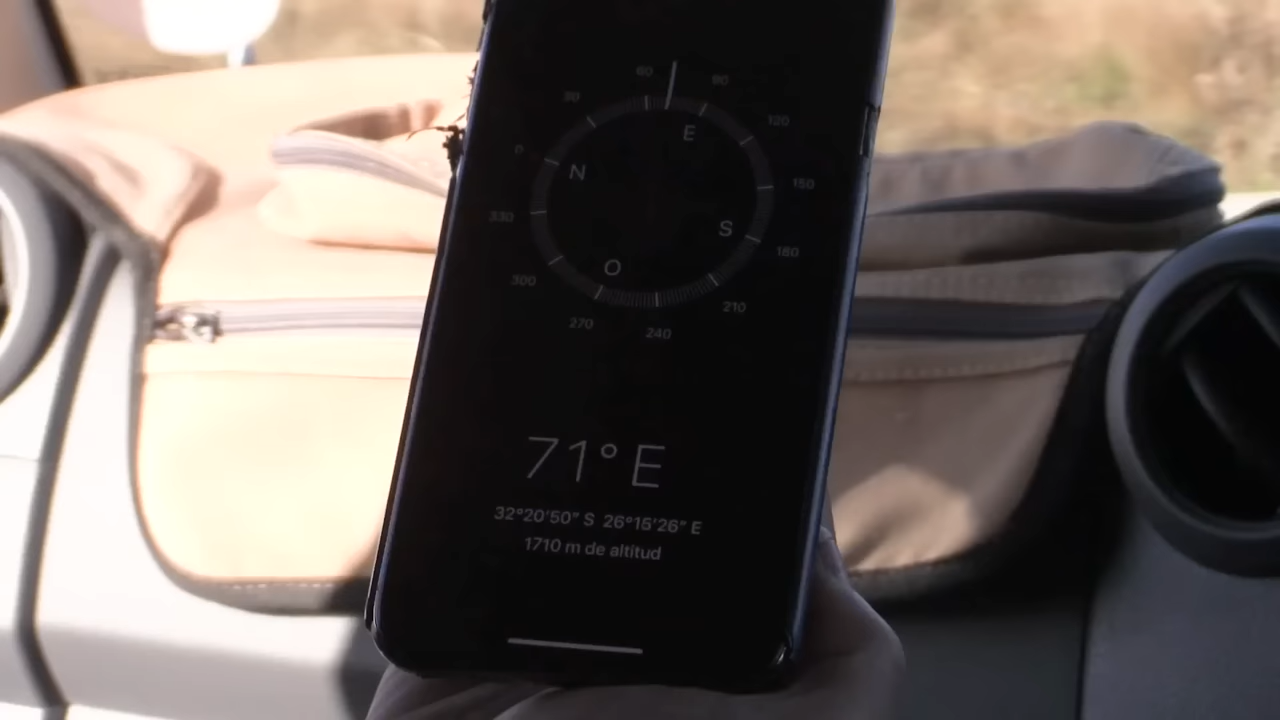 60 90
30 120
E
0 N 150
330 S
O 180
300 210
270 240
71° E
32°20'50" S 26°15'26" E
1710 m de altitud